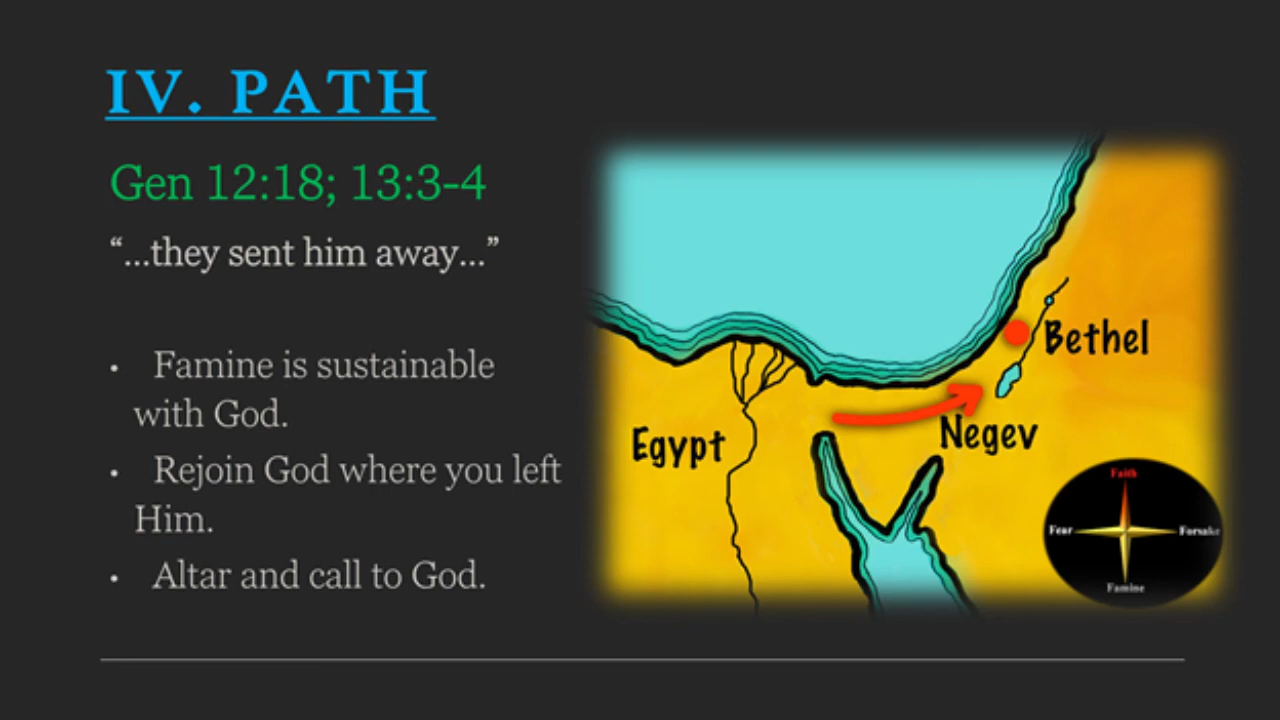 IV. PATH
Gen 12:18; 13:3-4
“…they sent him away…”
• Famine is sustainable
with God.
• Rejoin God where you left
Him.
• Altar and call to God.
Bethel
Negev
Egypt
Faith
Fear
Forsake
Famine